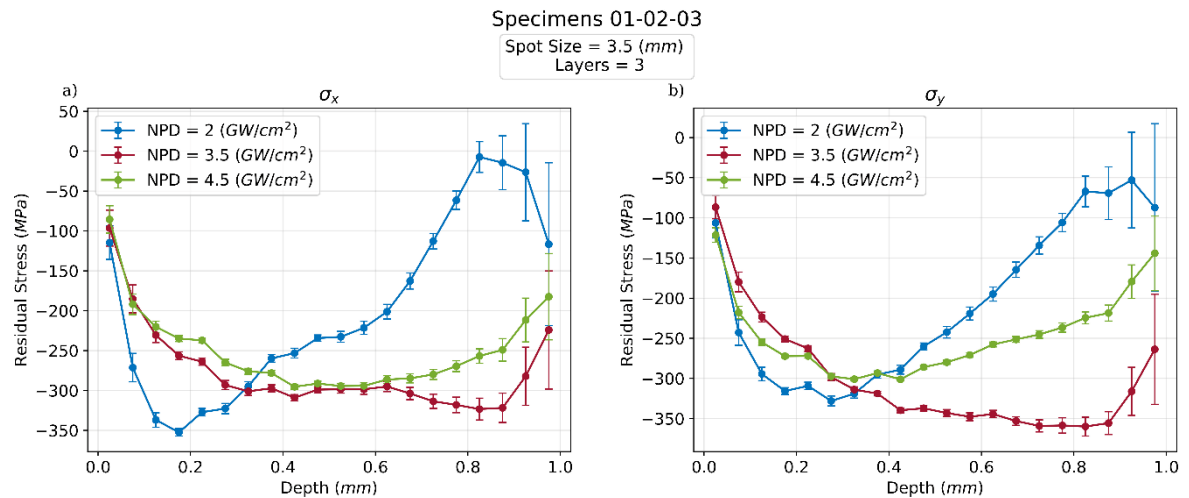 Specimens 01-02-03
Spot Size = 3.5 (mm)
Layers = 3
a)
σx
50
0
−50
−100
−150
−200
−250
−300
−350
Residual Stress (MPa)
NPD = 2 (GW/cm²)
NPD = 3.5 (GW/cm²)
NPD = 4.5 (GW/cm²)
0.0
0.2
0.4
0.6
0.8
1.0
Depth (mm)
b)
σy
0
−50
−100
−150
−200
−250
−300
−350
Residual Stress (MPa)
NPD = 2 (GW/cm²)
NPD = 3.5 (GW/cm²)
NPD = 4.5 (GW/cm²)
0.0
0.2
0.4
0.6
0.8
1.0
Depth (mm)